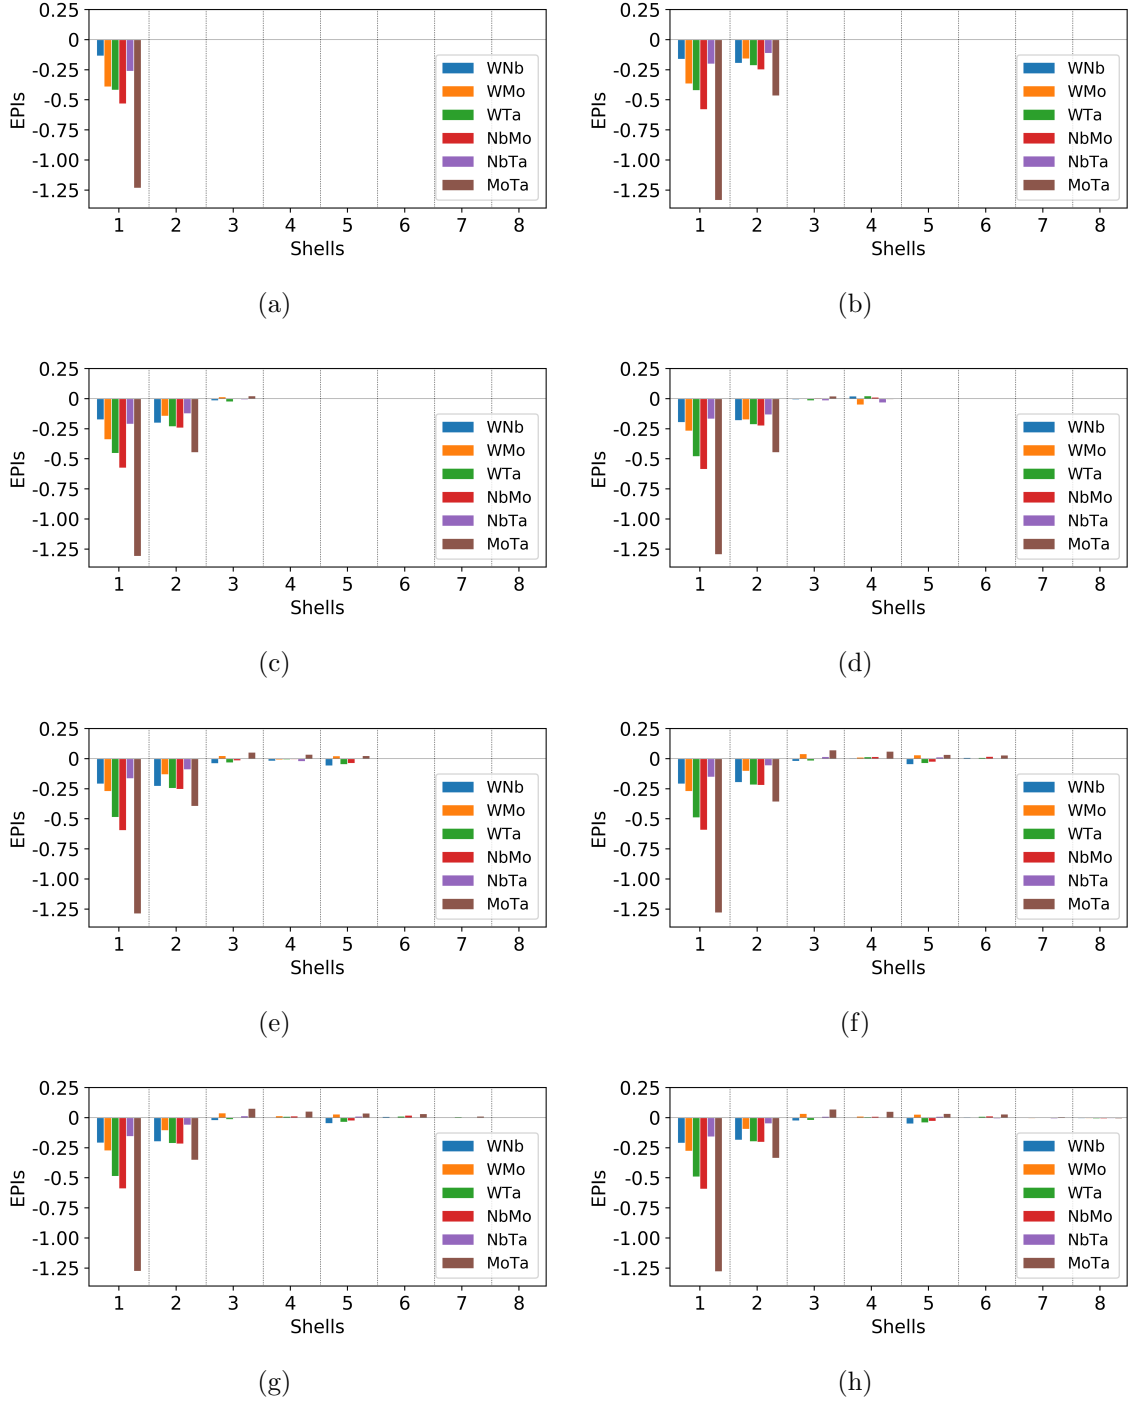 0.25
0
-0.25
-0.5
-0.75
-1.00
-1.25
EPIs
WNb
WMo
WTa
NbMo
NbTa
MoTa
1 2 3 4 5 6 7 8
Shells
(a)
0.25
0
-0.25
-0.5
-0.75
-1.00
-1.25
EPIs
WNb
WMo
WTa
NbMo
NbTa
MoTa
1 2 3 4 5 6 7 8
Shells
(b)
0.25
0
-0.25
-0.5
-0.75
-1.00
-1.25
EPIs
WNb
WMo
WTa
NbMo
NbTa
MoTa
1 2 3 4 5 6 7 8
Shells
(c)
0.25
0
-0.25
-0.5
-0.75
-1.00
-1.25
EPIs
WNb
WMo
WTa
NbMo
NbTa
MoTa
1 2 3 4 5 6 7 8
Shells
(d)
0.25
0
-0.25
-0.5
-0.75
-1.00
-1.25
EPIs
WNb
WMo
WTa
NbMo
NbTa
MoTa
1 2 3 4 5 6 7 8
Shells
(e)
0.25
0
-0.25
-0.5
-0.75
-1.00
-1.25
EPIs
WNb
WMo
WTa
NbMo
NbTa
MoTa
1 2 3 4 5 6 7 8
Shells
(f)
0.25
0
-0.25
-0.5
-0.75
-1.00
-1.25
EPIs
WNb
WMo
WTa
NbMo
NbTa
MoTa
1 2 3 4 5 6 7 8
Shells
(g)
0.25
0
-0.25
-0.5
-0.75
-1.00
-1.25
EPIs
WNb
WMo
WTa
NbMo
NbTa
MoTa
1 2 3 4 5 6 7 8
Shells
(h)